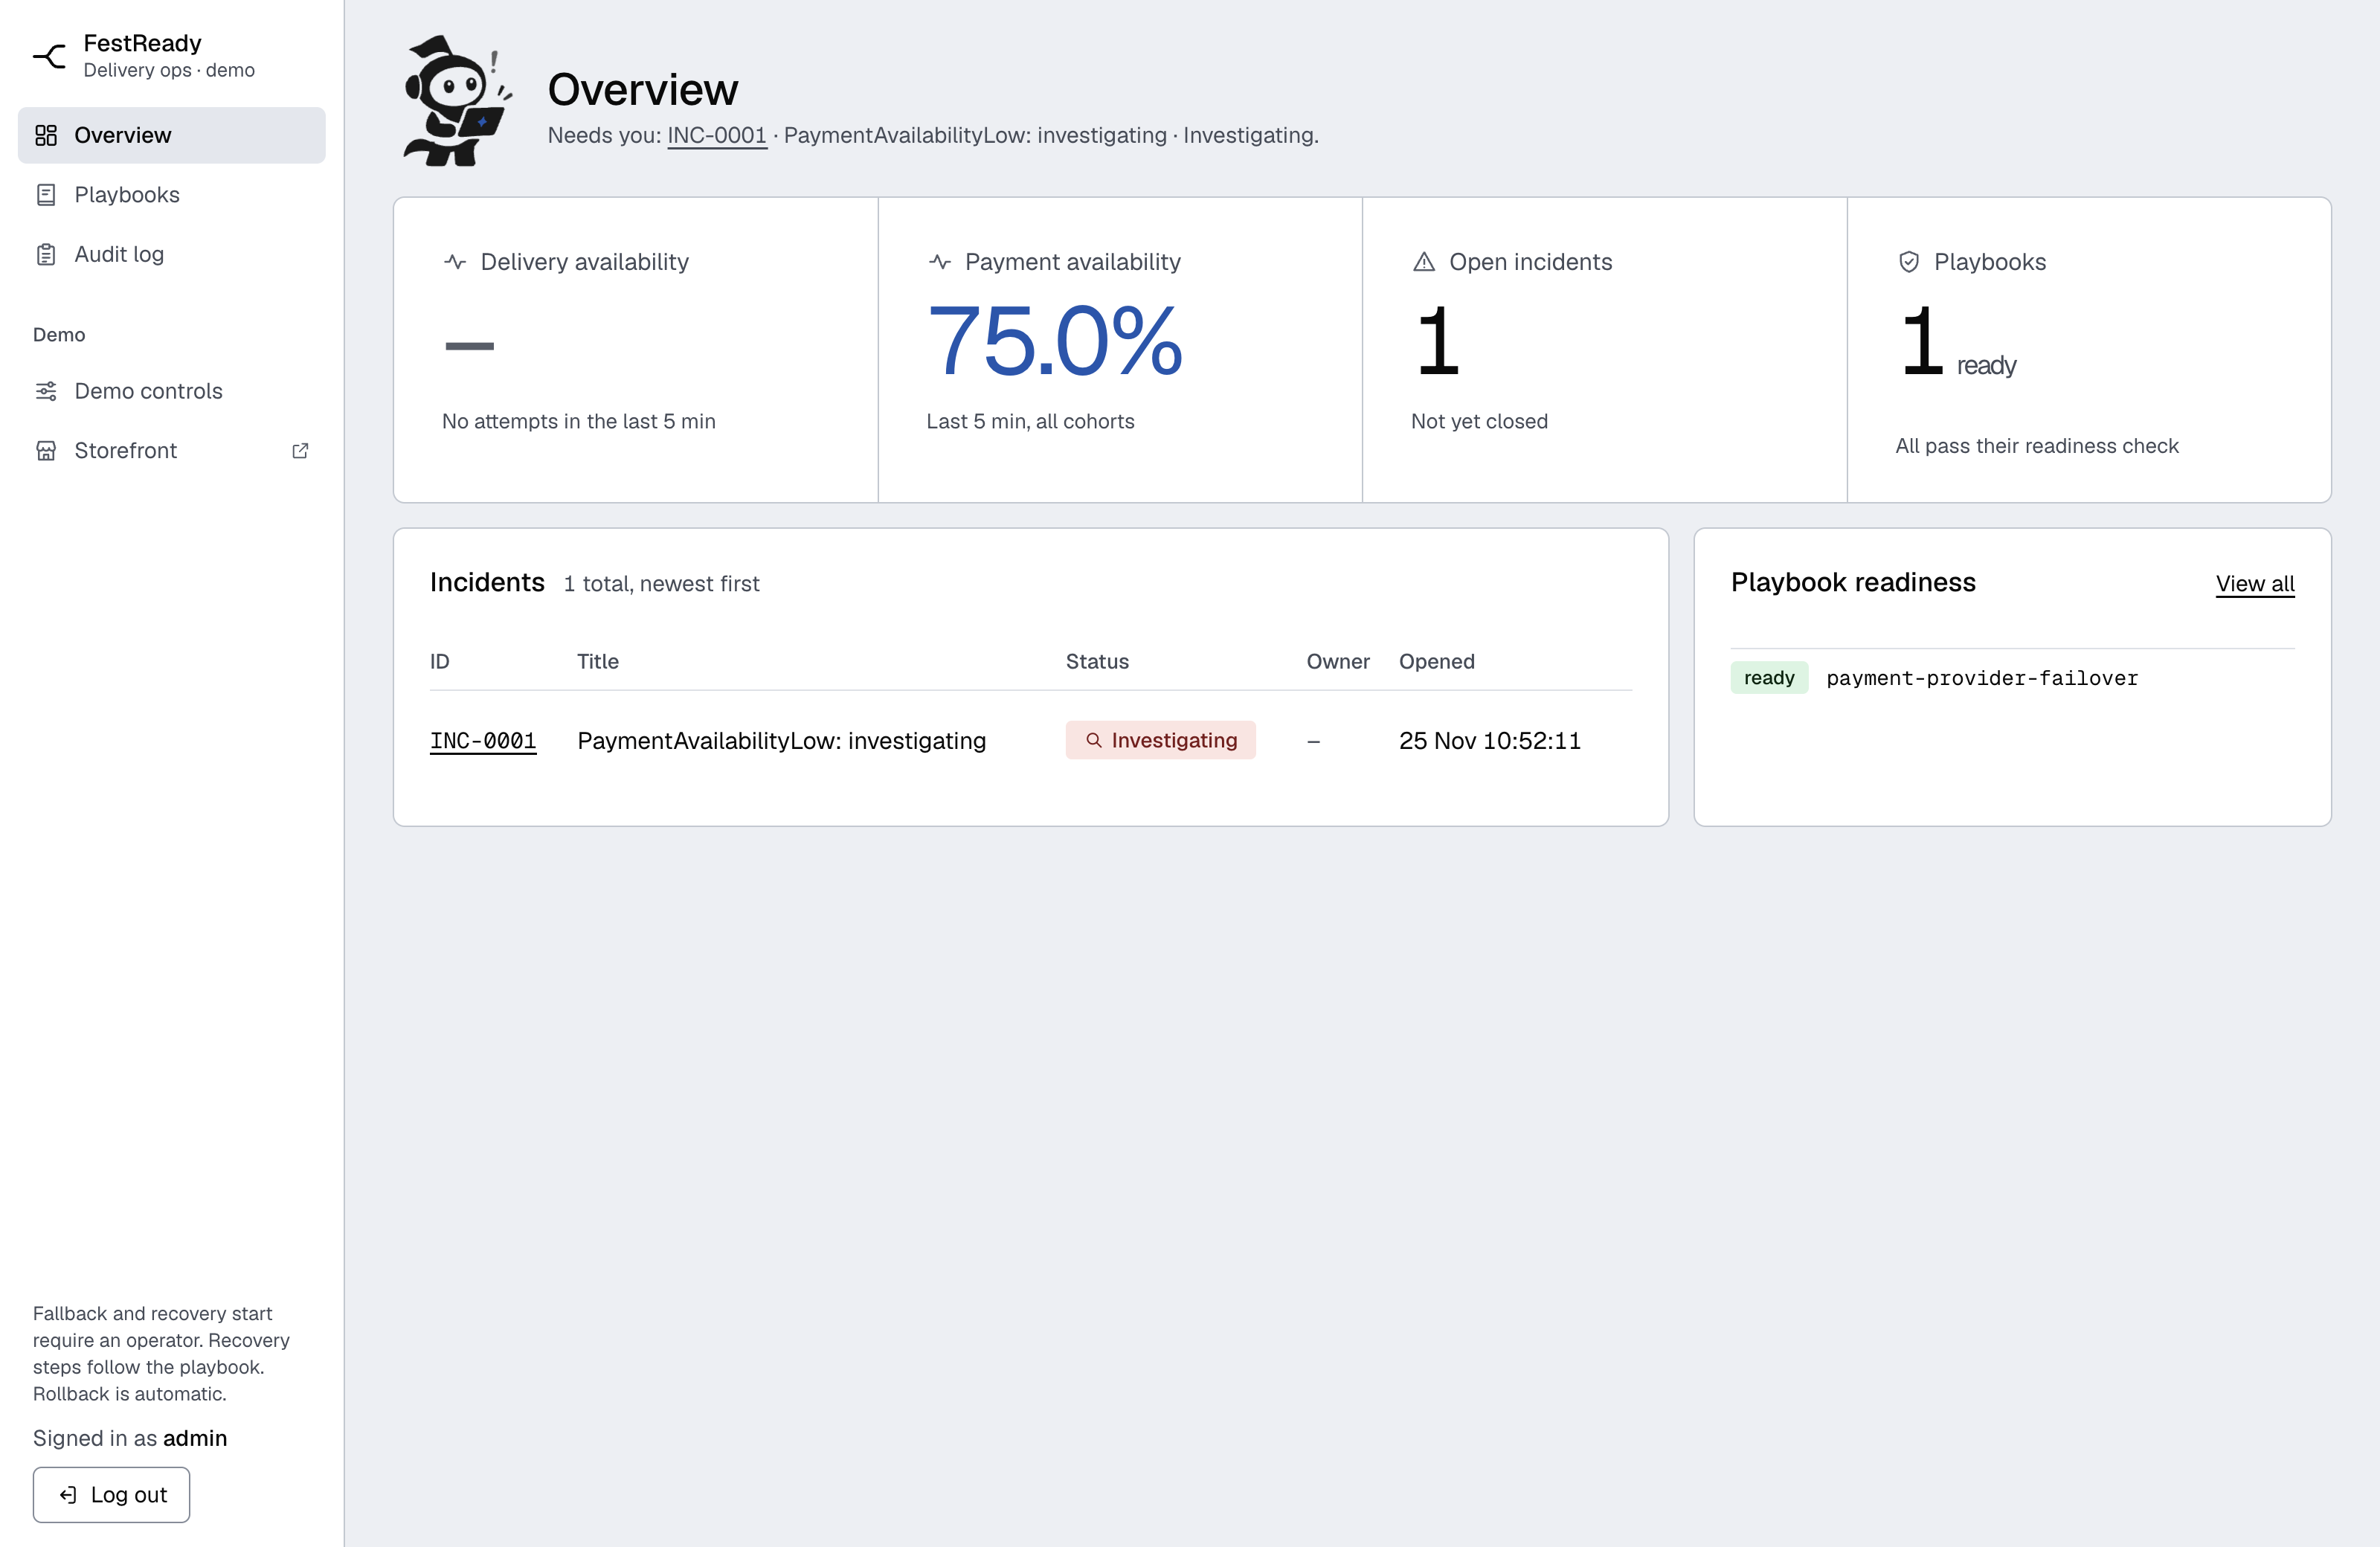 FestReady
Delivery ops · demo
Overview
Playbooks
Audit log
Demo
Demo controls
Storefront
Fallback and recovery start
require an operator. Recovery
steps follow the playbook.
Rollback is automatic.
Signed in as admin
Log out
!
Overview
Needs you: INC-0001 · PaymentAvailabilityLow: investigating · Investigating.
Delivery availability
–
No attempts in the last 5 min
Payment availability
75.0%
Last 5 min, all cohorts
Open incidents
1
Not yet closed
Playbooks
1 ready
All pass their readiness check
Incidents 1 total, newest first
ID Title Status Owner Opened
INC-0001 PaymentAvailabilityLow: investigating Investigating – 25 Nov 10:52:11
Playbook readiness View all
ready payment-provider-failover